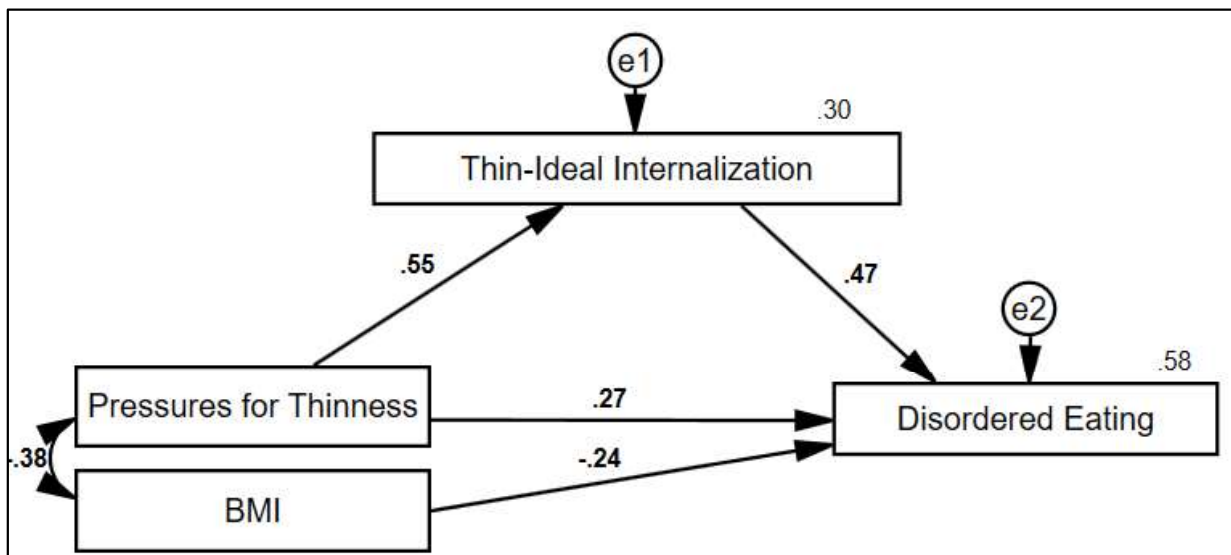 e1
.30
Thin-Ideal Internalization
.55
.47
e2
.58
Pressures for Thinness
.27
Disordered Eating
-.38
-.24
BMI